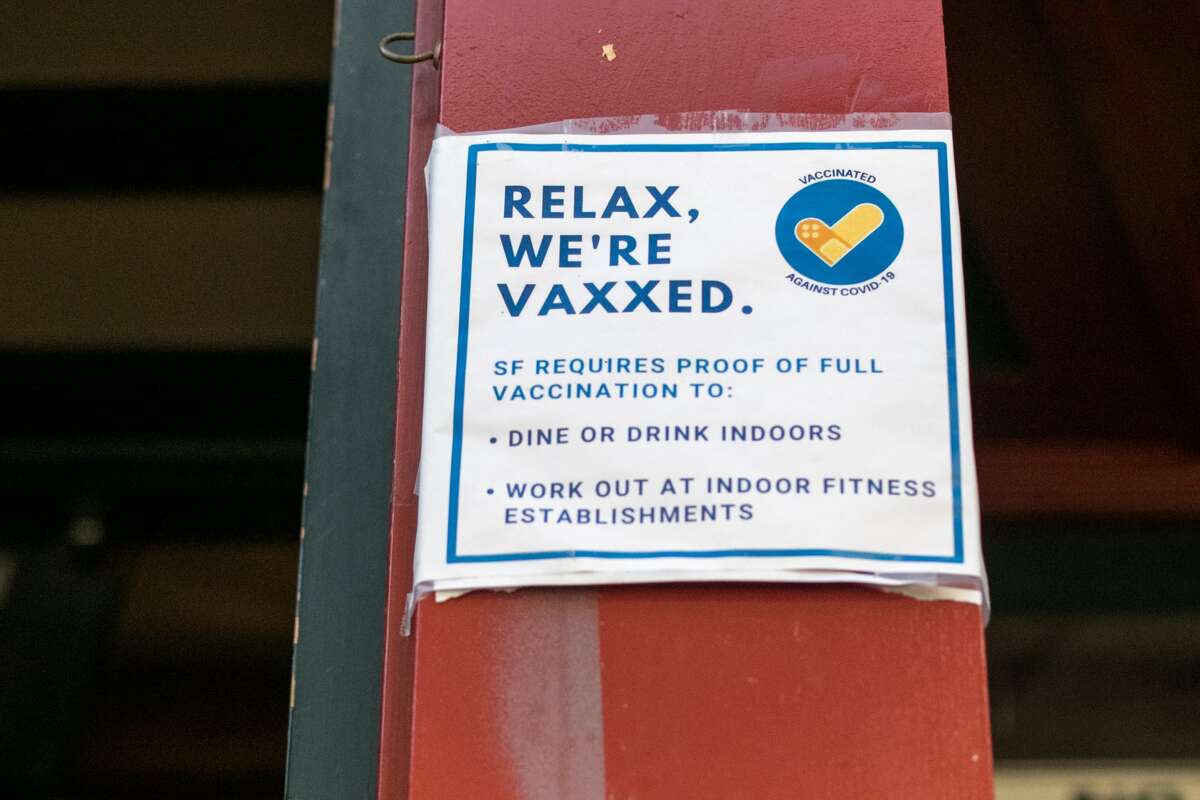 RELAX,
WE'RE
VAXXED.
VACCINATED
AGAINST COVID-19
SF REQUIRES PROOF OF FULL
VACCINATION TO:
• DINE OR DRINK INDOORS
• WORK OUT AT INDOOR FITNESS
ESTABLISHMENTS